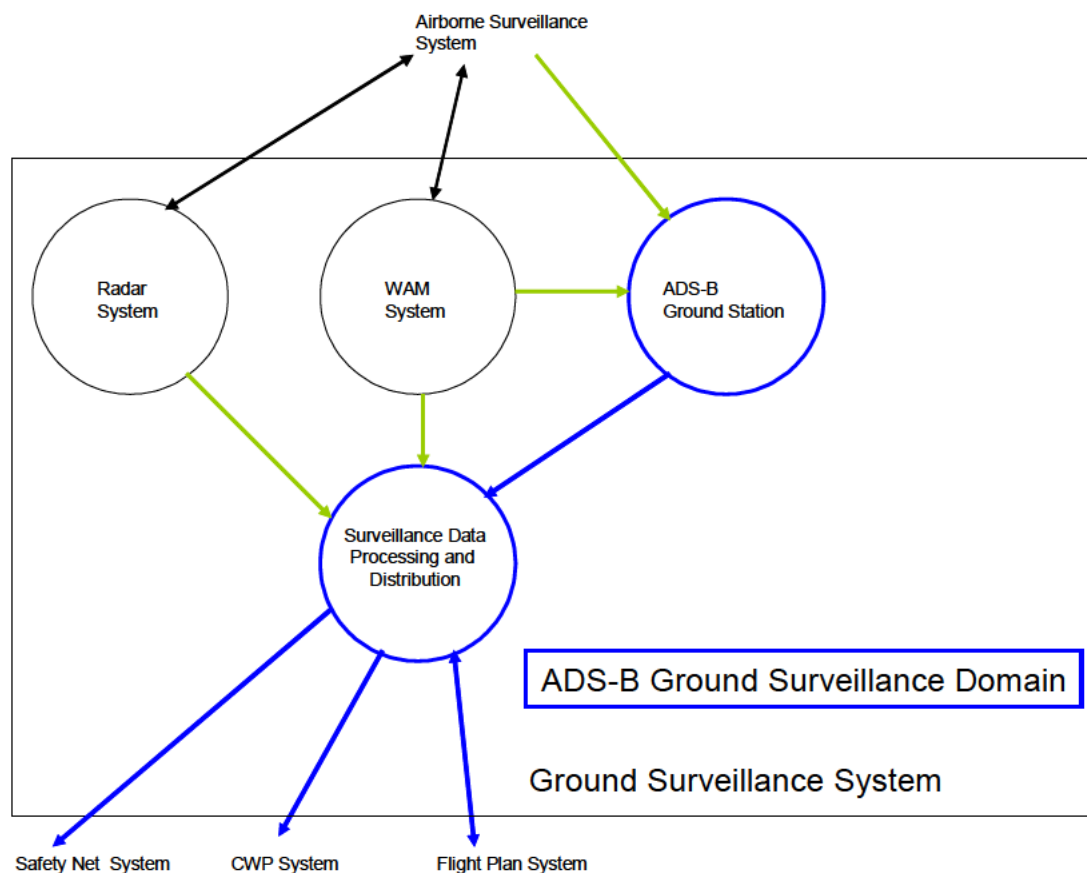 Airborne Surveillance
System
Radar
System
WAM
System
ADS-B
Ground Station
Surveillance Data
Processing and
Distribution
ADS-B Ground Surveillance Domain
Ground Surveillance System
Safety Net System
CWP System
Flight Plan System